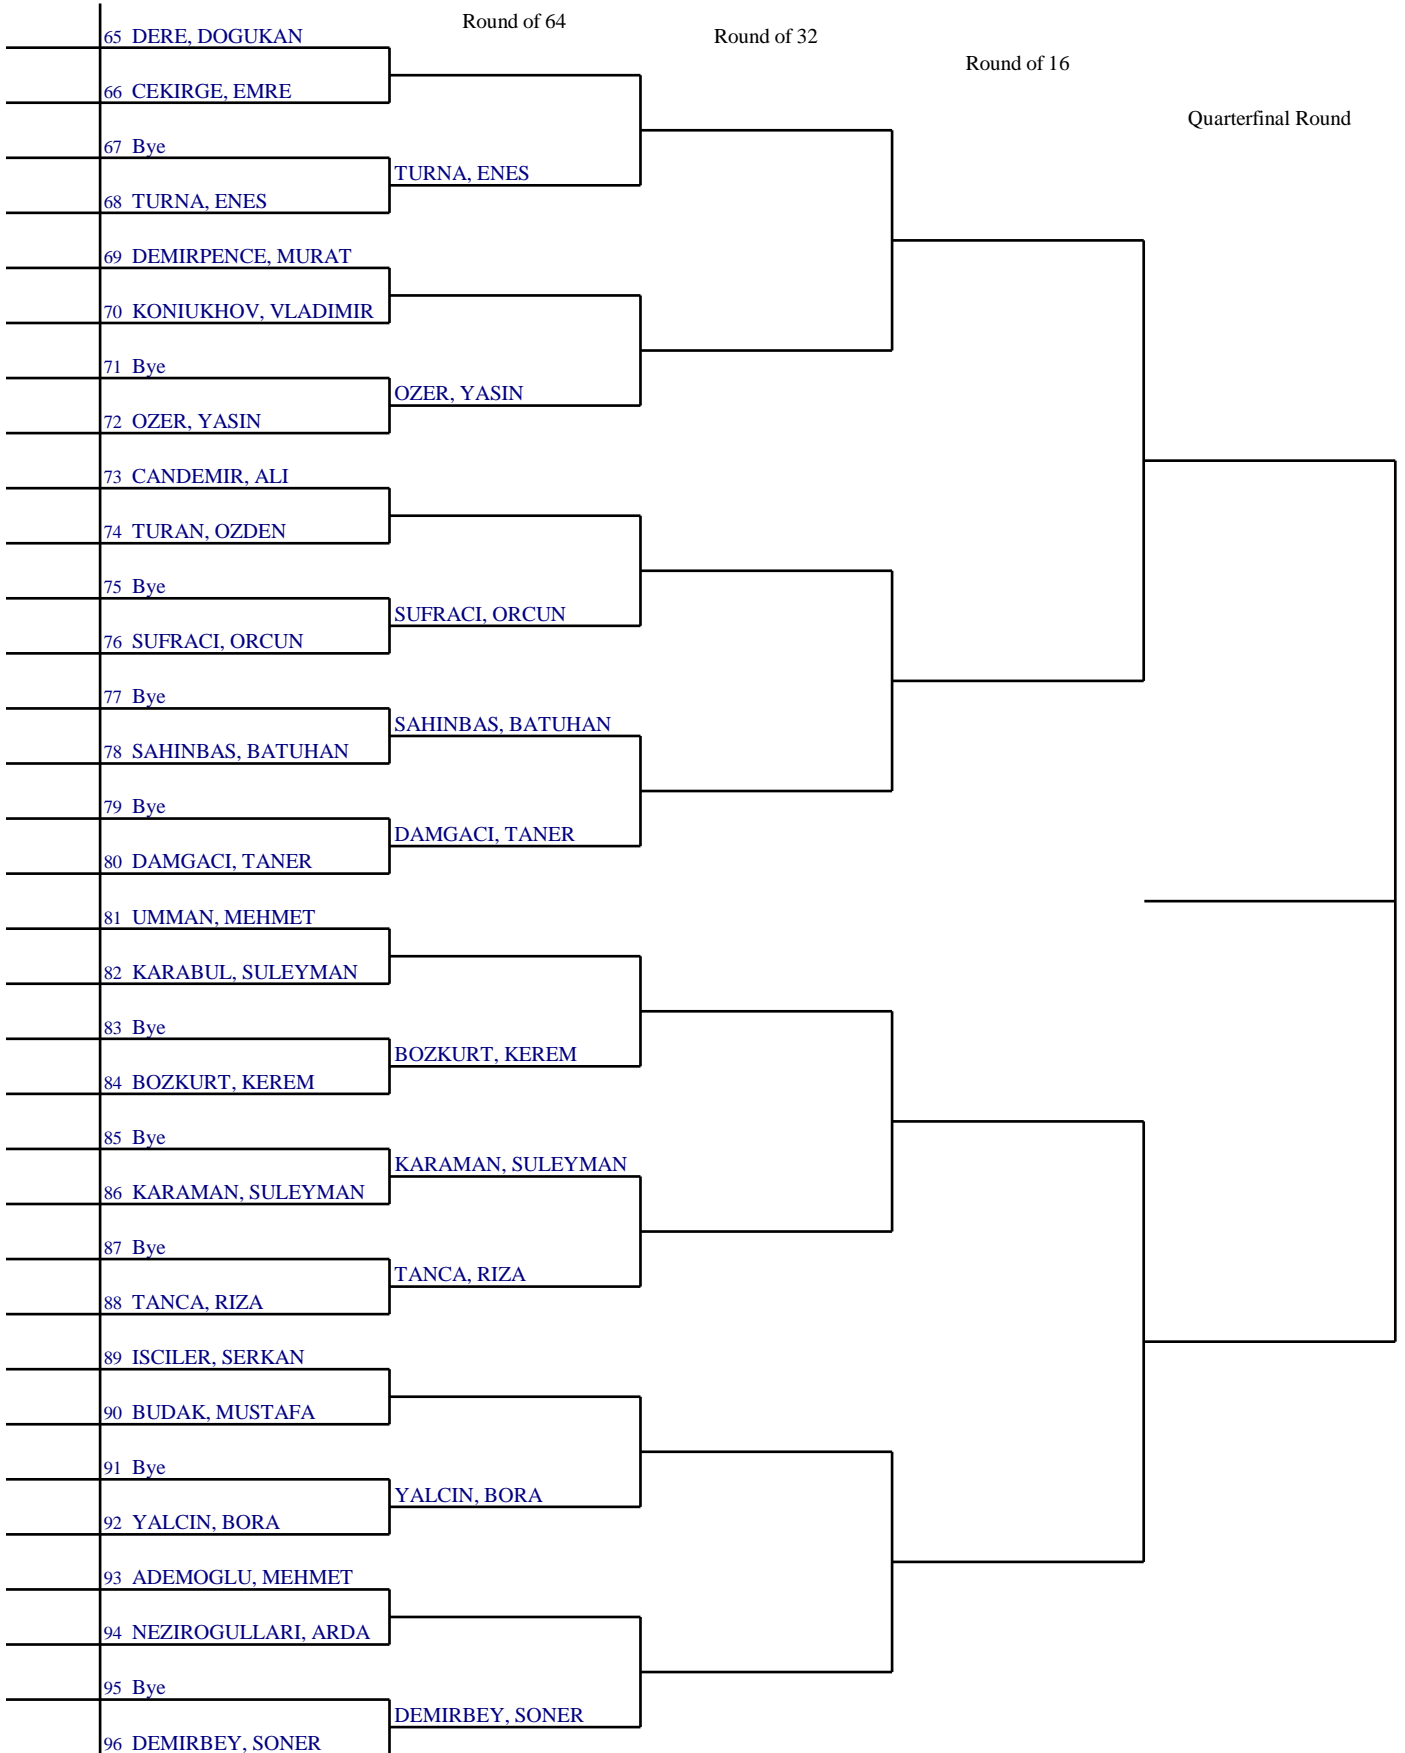 Round of 64
Round of 32
Round of 16
Quarterfinal Round
65 DERE, DOGUKAN
66 CEKIRGE, EMRE
67 Bye
TURNA, ENES
68 TURNA, ENES
69 DEMIRPENCE, MURAT
70 KONIUKHOV, VLADIMIR
71 Bye
OZER, YASIN
72 OZER, YASIN
73 CANDEMIR, ALI
74 TURAN, OZDEN
75 Bye
SUFRACI, ORCUN
76 SUFRACI, ORCUN
77 Bye
SAHINBAS, BATUHAN
78 SAHINBAS, BATUHAN
79 Bye
DAMGACI, TANER
80 DAMGACI, TANER
81 UMMAN, MEHMET
82 KARABUL, SULEYMAN
83 Bye
BOZKURT, KEREM
84 BOZKURT, KEREM
85 Bye
KARAMAN, SULEYMAN
86 KARAMAN, SULEYMAN
87 Bye
TANCA, RIZA
88 TANCA, RIZA
89 ISCILER, SERKAN
90 BUDAK, MUSTAFA
91 Bye
YALCIN, BORA
92 YALCIN, BORA
93 ADEMOGLU, MEHMET
94 NEZIROGULLARI, ARDA
95 Bye
DEMIRBEY, SONER
96 DEMIRBEY, SONER